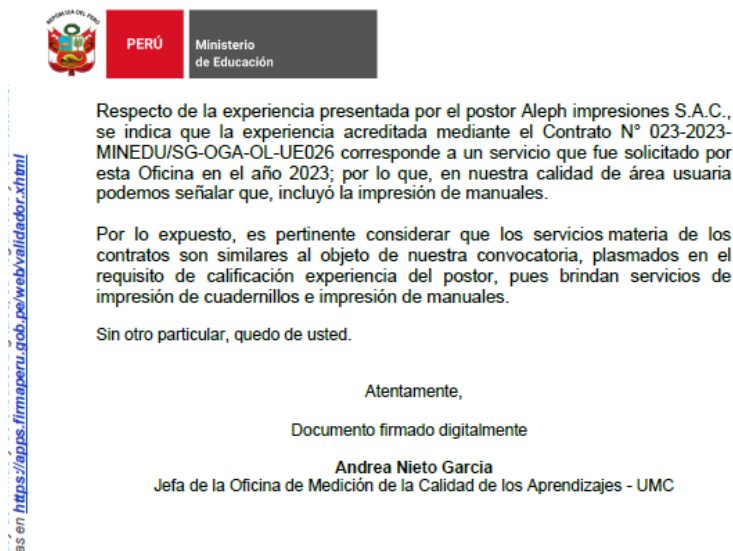 REPÚBLICA DEL PERÚ
PERÚ
Ministerio
de Educación
Respecto de la experiencia presentada por el postor Aleph impresiones S.A.C.,
se indica que la experiencia acreditada mediante el Contrato N° 023-2023-
MINEDU/SG-OGA-OL-UE026 corresponde a un servicio que fue solicitado por
esta Oficina en el año 2023; por lo que, en nuestra calidad de área usuaria
podemos señalar que, incluyó la impresión de manuales.
Por lo expuesto, es pertinente considerar que los servicios materia de los
contratos son similares al objeto de nuestra convocatoria, plasmados en el
requisito de calificación experiencia del postor, pues brindan servicios de
impresión de cuadernillos e impresión de manuales.
Sin otro particular, quedo de usted.
Atentamente,
Documento firmado digitalmente
Andrea Nieto Garcia
Jefa de la Oficina de Medición de la Calidad de los Aprendizajes - UMC
as en https://apps.firmaperu.gob.pe/web/validador.xhtml